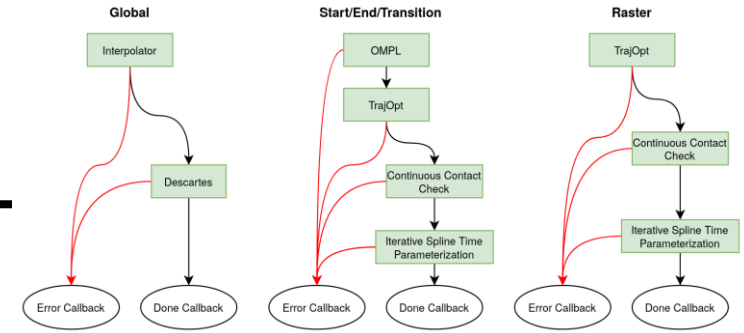 Global
Interpolator
Descartes
Error Callback
Done Callback
Start/End/Transition
OMPL
TrajOpt
Continuous Contact
Check
Iterative Spline Time
Parameterization
Error Callback
Done Callback
Raster
TrajOpt
Continuous Contact
Check
Iterative Spline Time
Parameterization
Error Callback
Done Callback